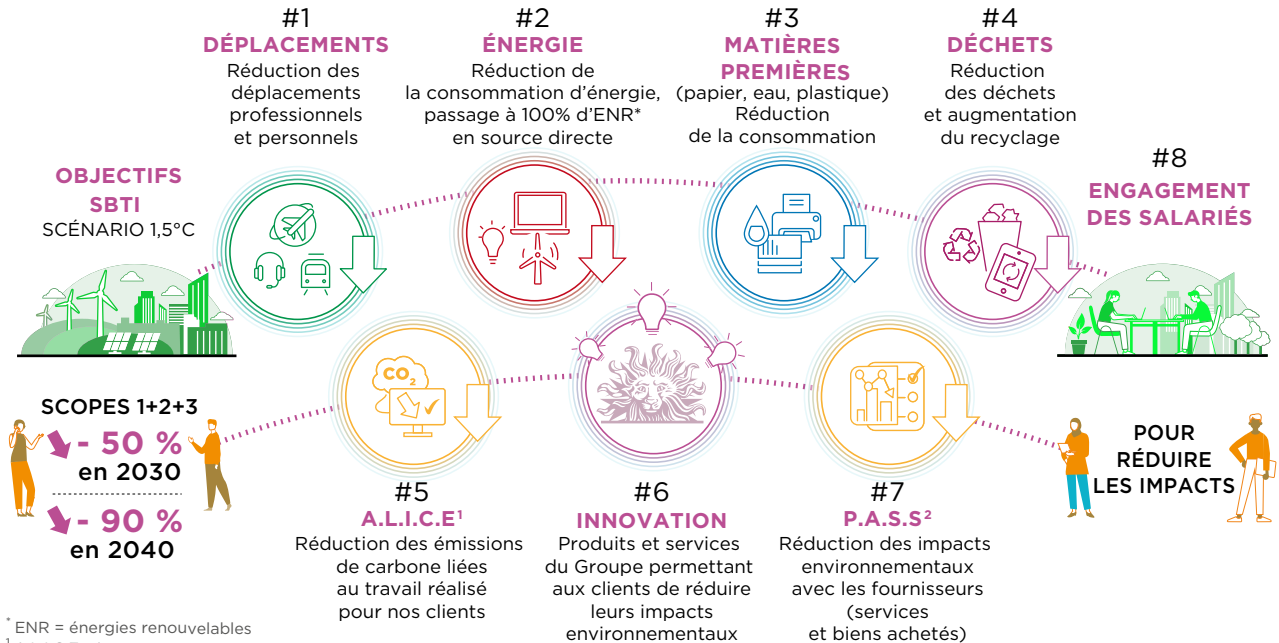 #1
DÉPLACEMENTS
Réduction des
déplacements
professionnels
et personnels
#2
ÉNERGIE
Réduction de
la consommation d’énergie,
passage à 100% d’ENR*
en source directe
#3
MATIÈRES
PREMIÈRES
(papier, eau, plastique)
Réduction
de la consommation
#4
DÉCHETS
Réduction
des déchets
et augmentation
du recyclage
OBJECTIFS
SBTI
SCÉNARIO 1,5°C
#8
ENGAGEMENT
DES SALARIÉS
CO2
SCOPES 1+2+3
- 50 %
en 2030
- 90 %
en 2040
POUR
RÉDUIRE
LES IMPACTS
#5
A.L.I.C.E¹
Réduction des émissions
de carbone liées
au travail réalisé
pour nos clients
#6
INNOVATION
Produits et services
du Groupe permettant
aux clients de réduire
leurs impacts
environnementaux
#7
P.A.S.S²
Réduction des impacts
environnementaux
avec les fournisseurs
(services
et biens achetés)
* ENR = énergies renouvelables